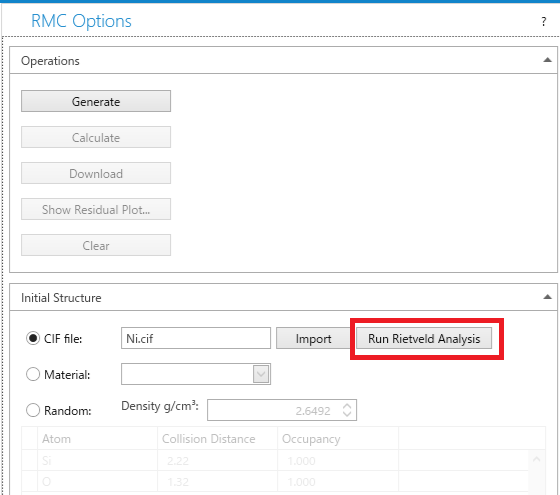 RMC Options ?
Operations
Generate
Calculate
Download
Show Residual Plot...
Clear
Initial Structure
CIF file: Ni.cif Import Run Rietveld Analysis
Material:
Random: Density g/cm³: 2.6492
Atom Collision Distance Occupancy
Si 2.22 1.000
O 1.32 1.000